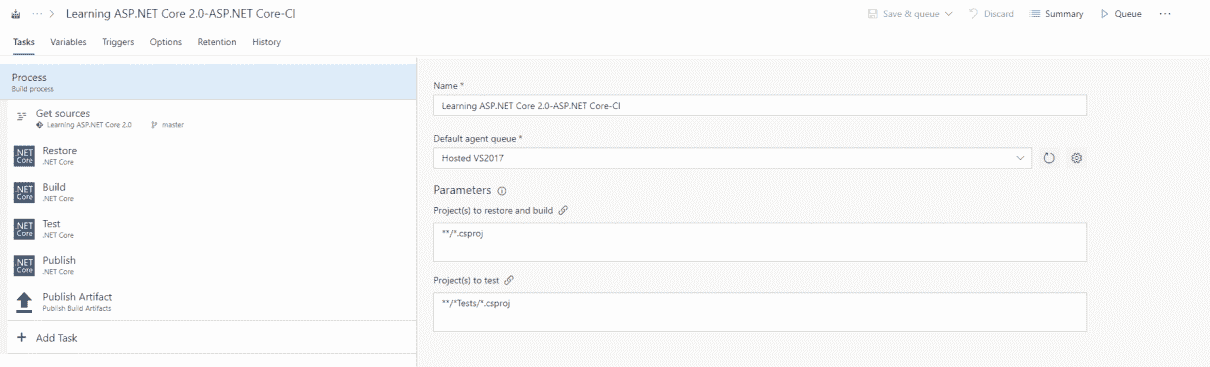 Learning ASP.NET Core 2.0-ASP.NET Core-CI
Save & queue
Discard
Summary
Queue
Tasks
Variables
Triggers
Options
Retention
History
Process
Build process
Get sources
Learning ASP.NET Core 2.0
master
.NET
Core
Restore
.NET Core
.NET
Core
Build
.NET Core
.NET
Core
Test
.NET Core
.NET
Core
Publish
.NET Core
Publish Artifact
Publish Build Artifacts
Add Task
Name *
Learning ASP.NET Core 2.0-ASP.NET Core-CI
Default agent queue *
Hosted VS2017
Parameters
Project(s) to restore and build
**/*.csproj
Project(s) to test
**/*Tests/*.csproj